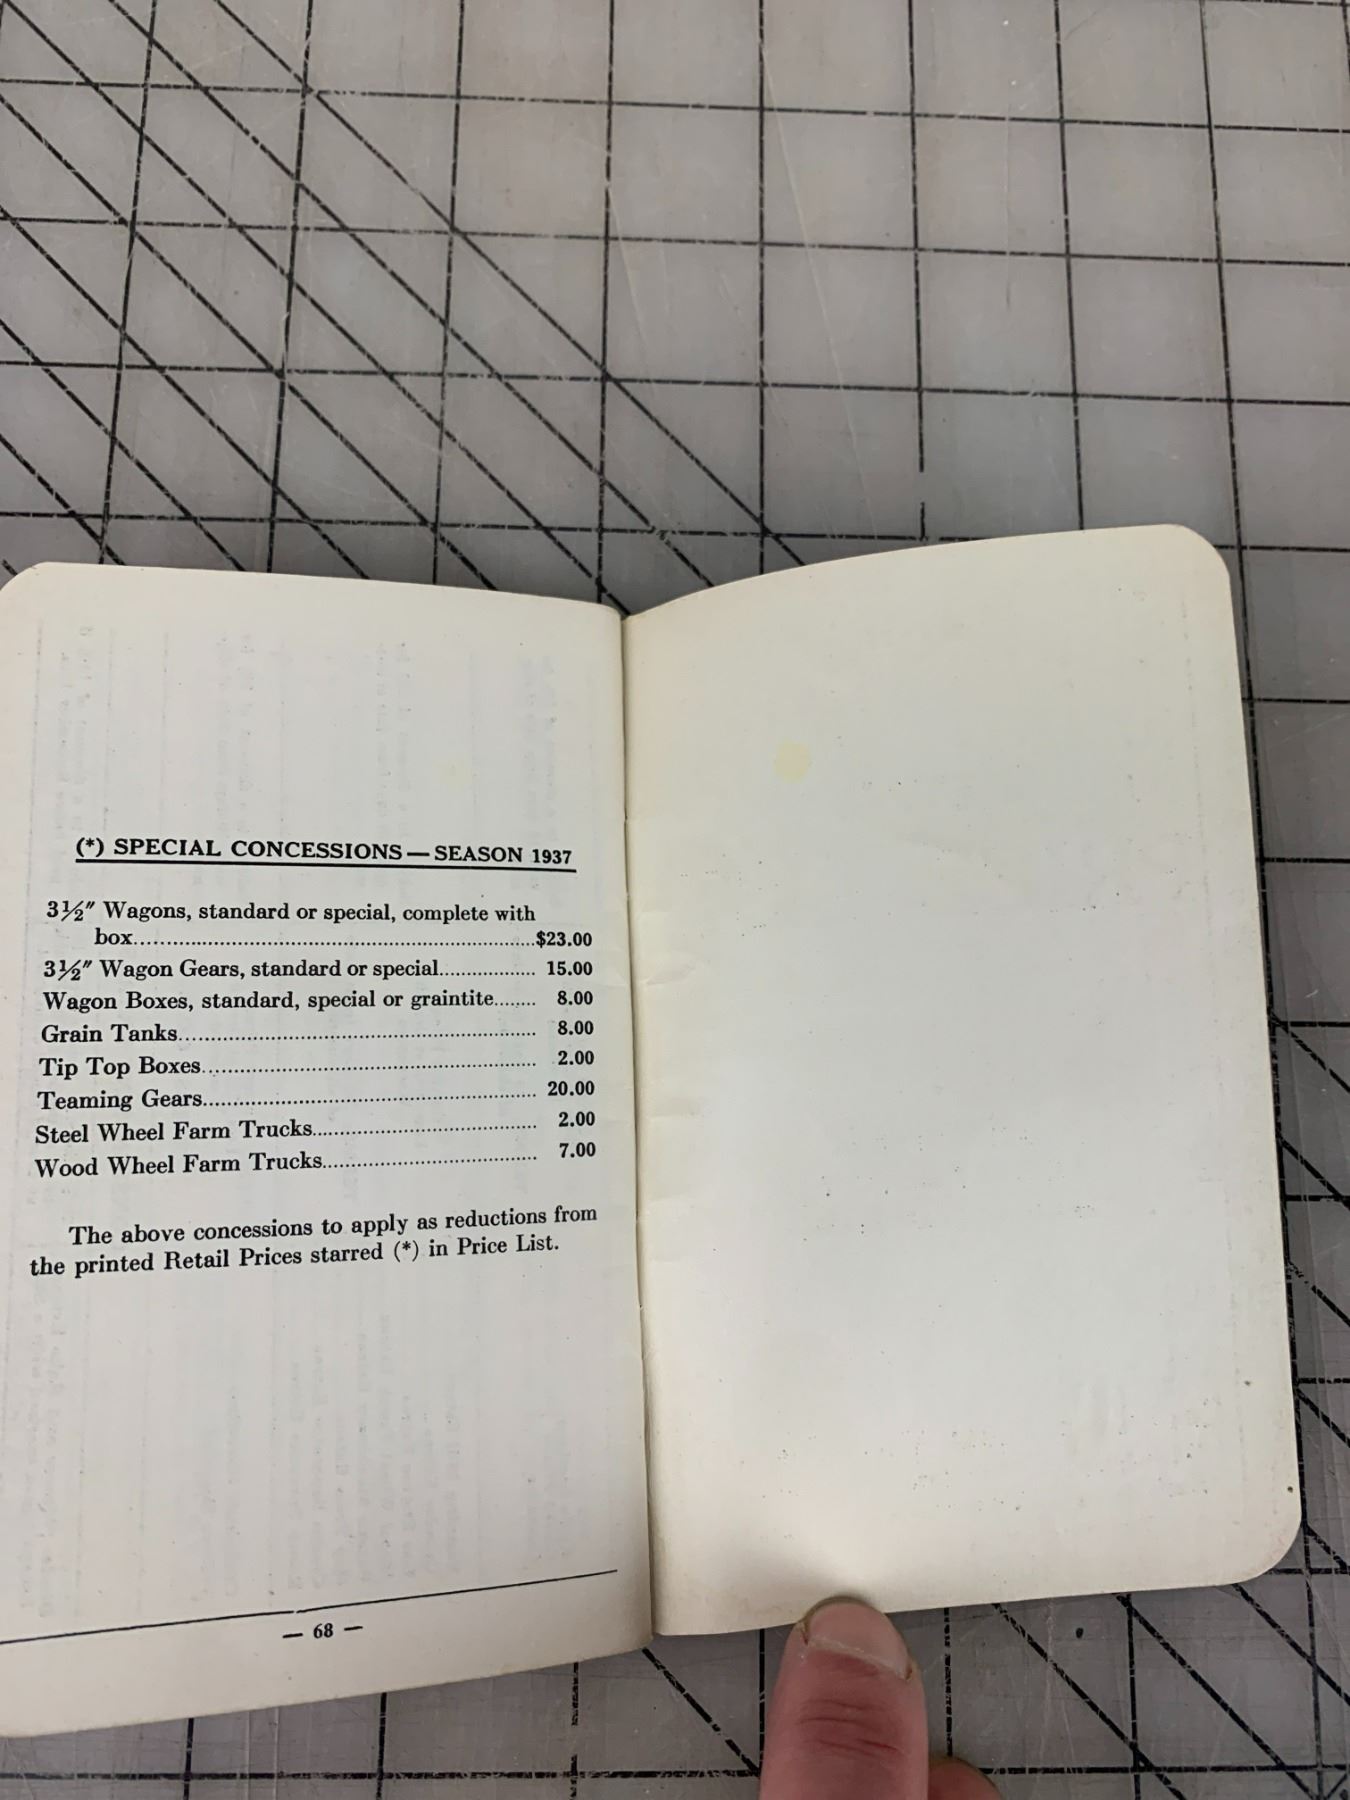 (*) SPECIAL CONCESSIONS — SEASON 1937
3½" Wagons, standard or special, complete with
box.................................................................$23.00
3½" Wagon Gears, standard or special.................. 15.00
Wagon Boxes, standard, special or graintite........ 8.00
Grain Tanks.......................................................... 8.00
Tip Top Boxes...................................................... 2.00
Teaming Gears...................................................... 20.00
Steel Wheel Farm Trucks.................................... 2.00
Wood Wheel Farm Trucks................................... 7.00
The above concessions to apply as reductions from
the printed Retail Prices starred (*) in Price List.
— 68 —